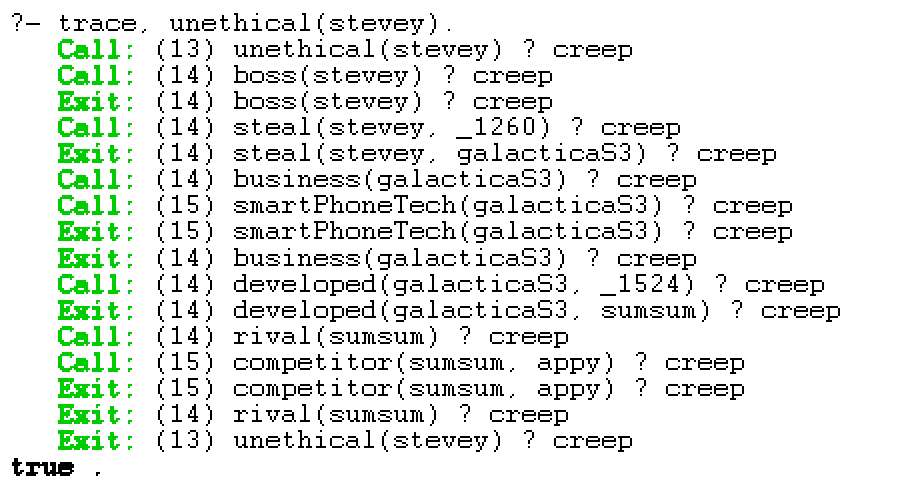 ?- trace, unethical(stevey).
Call: (13) unethical(stevey) ? creep
Call: (14) boss(stevey) ? creep
Exit: (14) boss(stevey) ? creep
Call: (14) steal(stevey, _1260) ? creep
Exit: (14) steal(stevey, galacticaS3) ? creep
Call: (14) business(galacticaS3) ? creep
Call: (15) smartPhoneTech(galacticaS3) ? creep
Exit: (15) smartPhoneTech(galacticaS3) ? creep
Exit: (14) business(galacticaS3) ? creep
Call: (14) developed(galacticaS3, _1524) ? creep
Exit: (14) developed(galacticaS3, sumsum) ? creep
Call: (14) rival(sumsum) ? creep
Call: (15) competitor(sumsum, appy) ? creep
Exit: (15) competitor(sumsum, appy) ? creep
Exit: (14) rival(sumsum) ? creep
Exit: (13) unethical(stevey) ? creep
true .